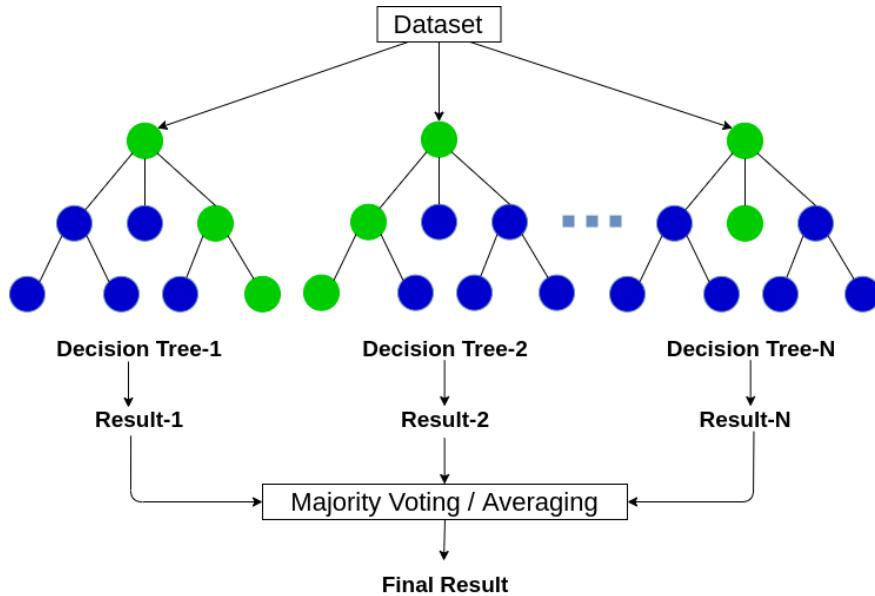 Dataset
Decision Tree-1
Decision Tree-2
Decision Tree-N
Result-1
Result-2
Result-N
Majority Voting / Averaging
Final Result